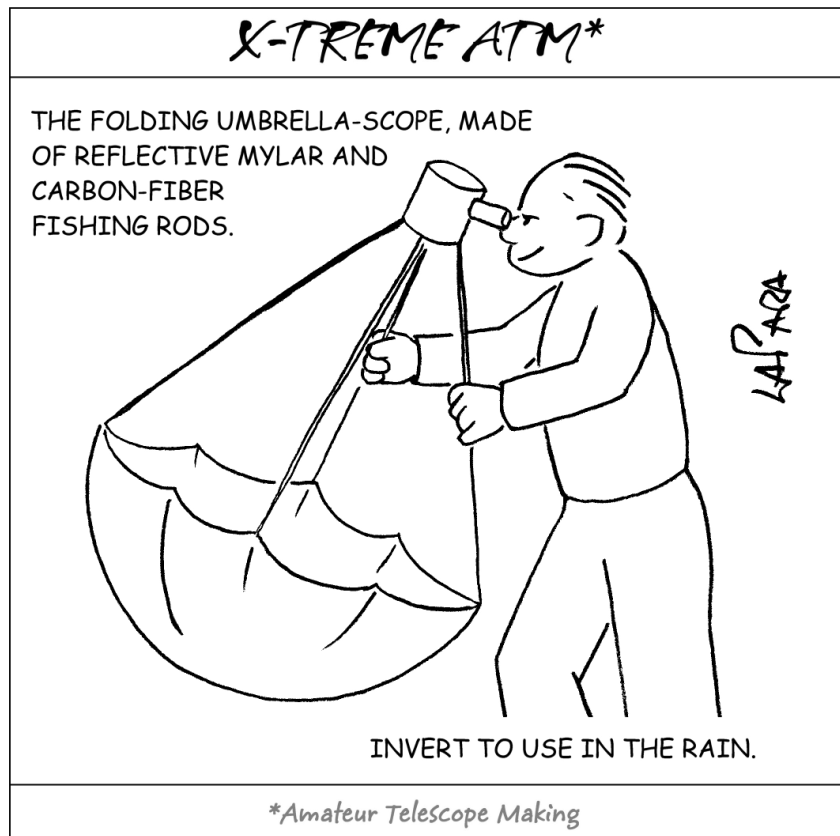 X-TREME ATM*
THE FOLDING UMBRELLA-SCOPE, MADE
OF REFLECTIVE MYLAR AND
CARBON-FIBER
FISHING RODS.
LAPARA
INVERT TO USE IN THE RAIN.
*Amateur Telescope Making